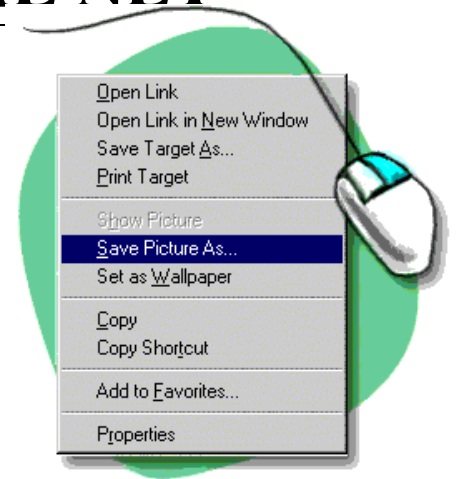 Open Link
Open Link in New Window
Save Target As...
Print Target
Show Picture
Save Picture As...
Set as Wallpaper
Copy
Copy Shortcut
Add to Favorites...
Properties